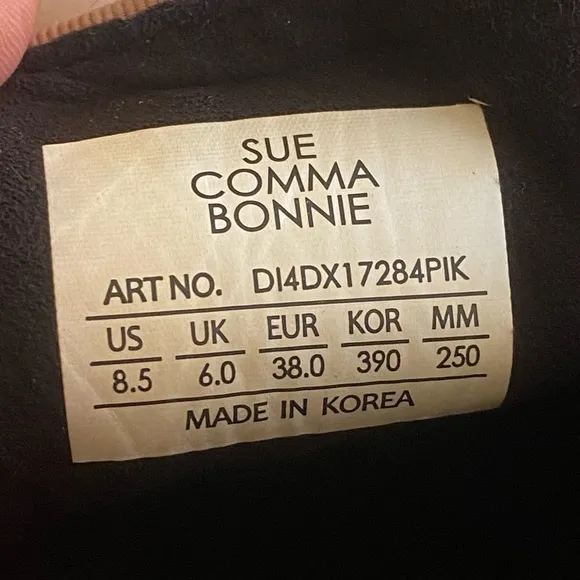 SUE
COMMA
BONNIE
ART NO. DI4DX17284PIK
US UK EUR KOR MM
8.5 6.0 38.0 390 250
MADE IN KOREA